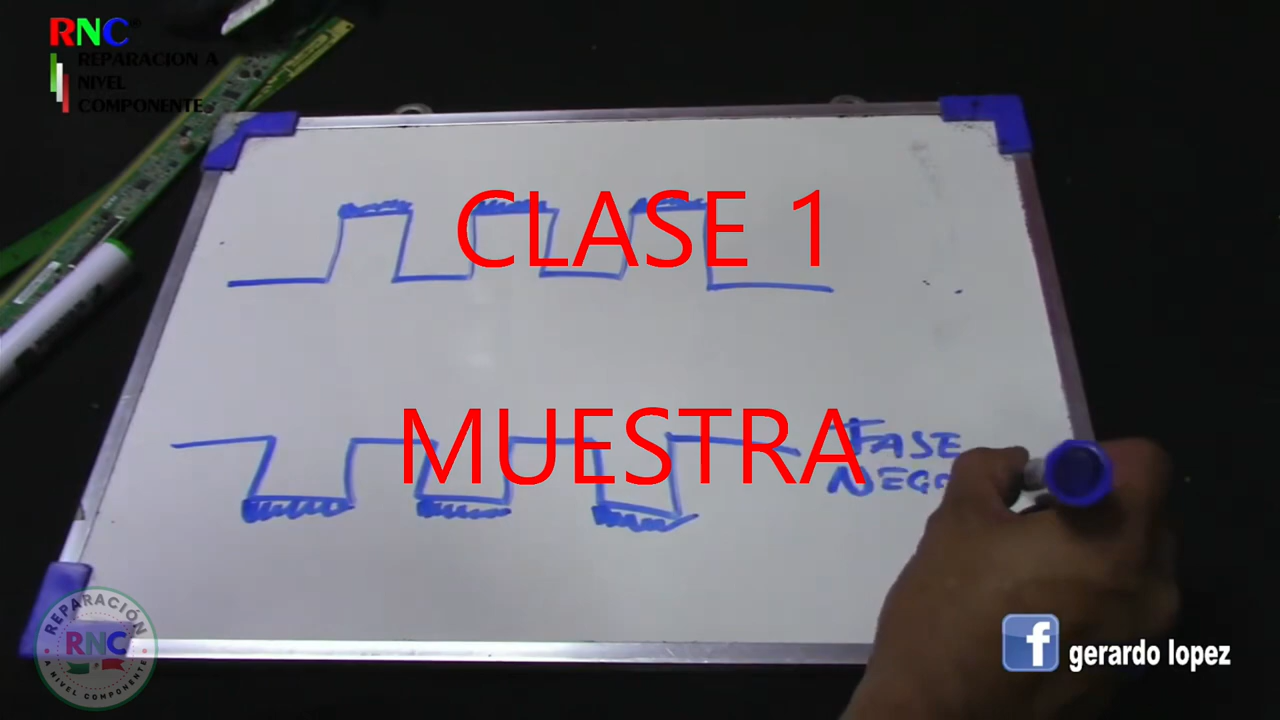 RNC
REPARACION A
NIVEL
COMPONENTE
CLASE 1
MUESTRA
FASE
REPARACIÓN
RNC
A NIVEL COMPONENTE
f
gerardo lopez